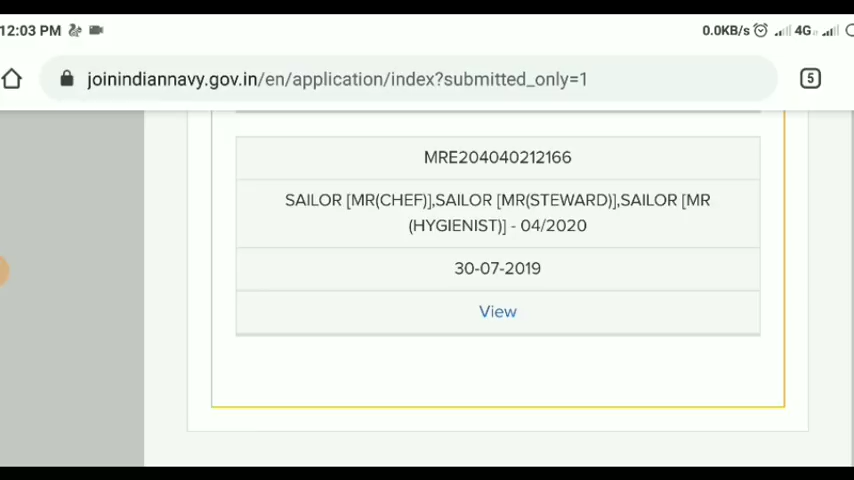 12:03 PM
0.0KB/s 4G
joinindiannavy.gov.in/en/application/index?submitted_only=1
5
MRE204040212166
SAILOR [MR(CHEF)],SAILOR [MR(STEWARD)],SAILOR [MR
(HYGIENIST)] - 04/2020
30-07-2019
View